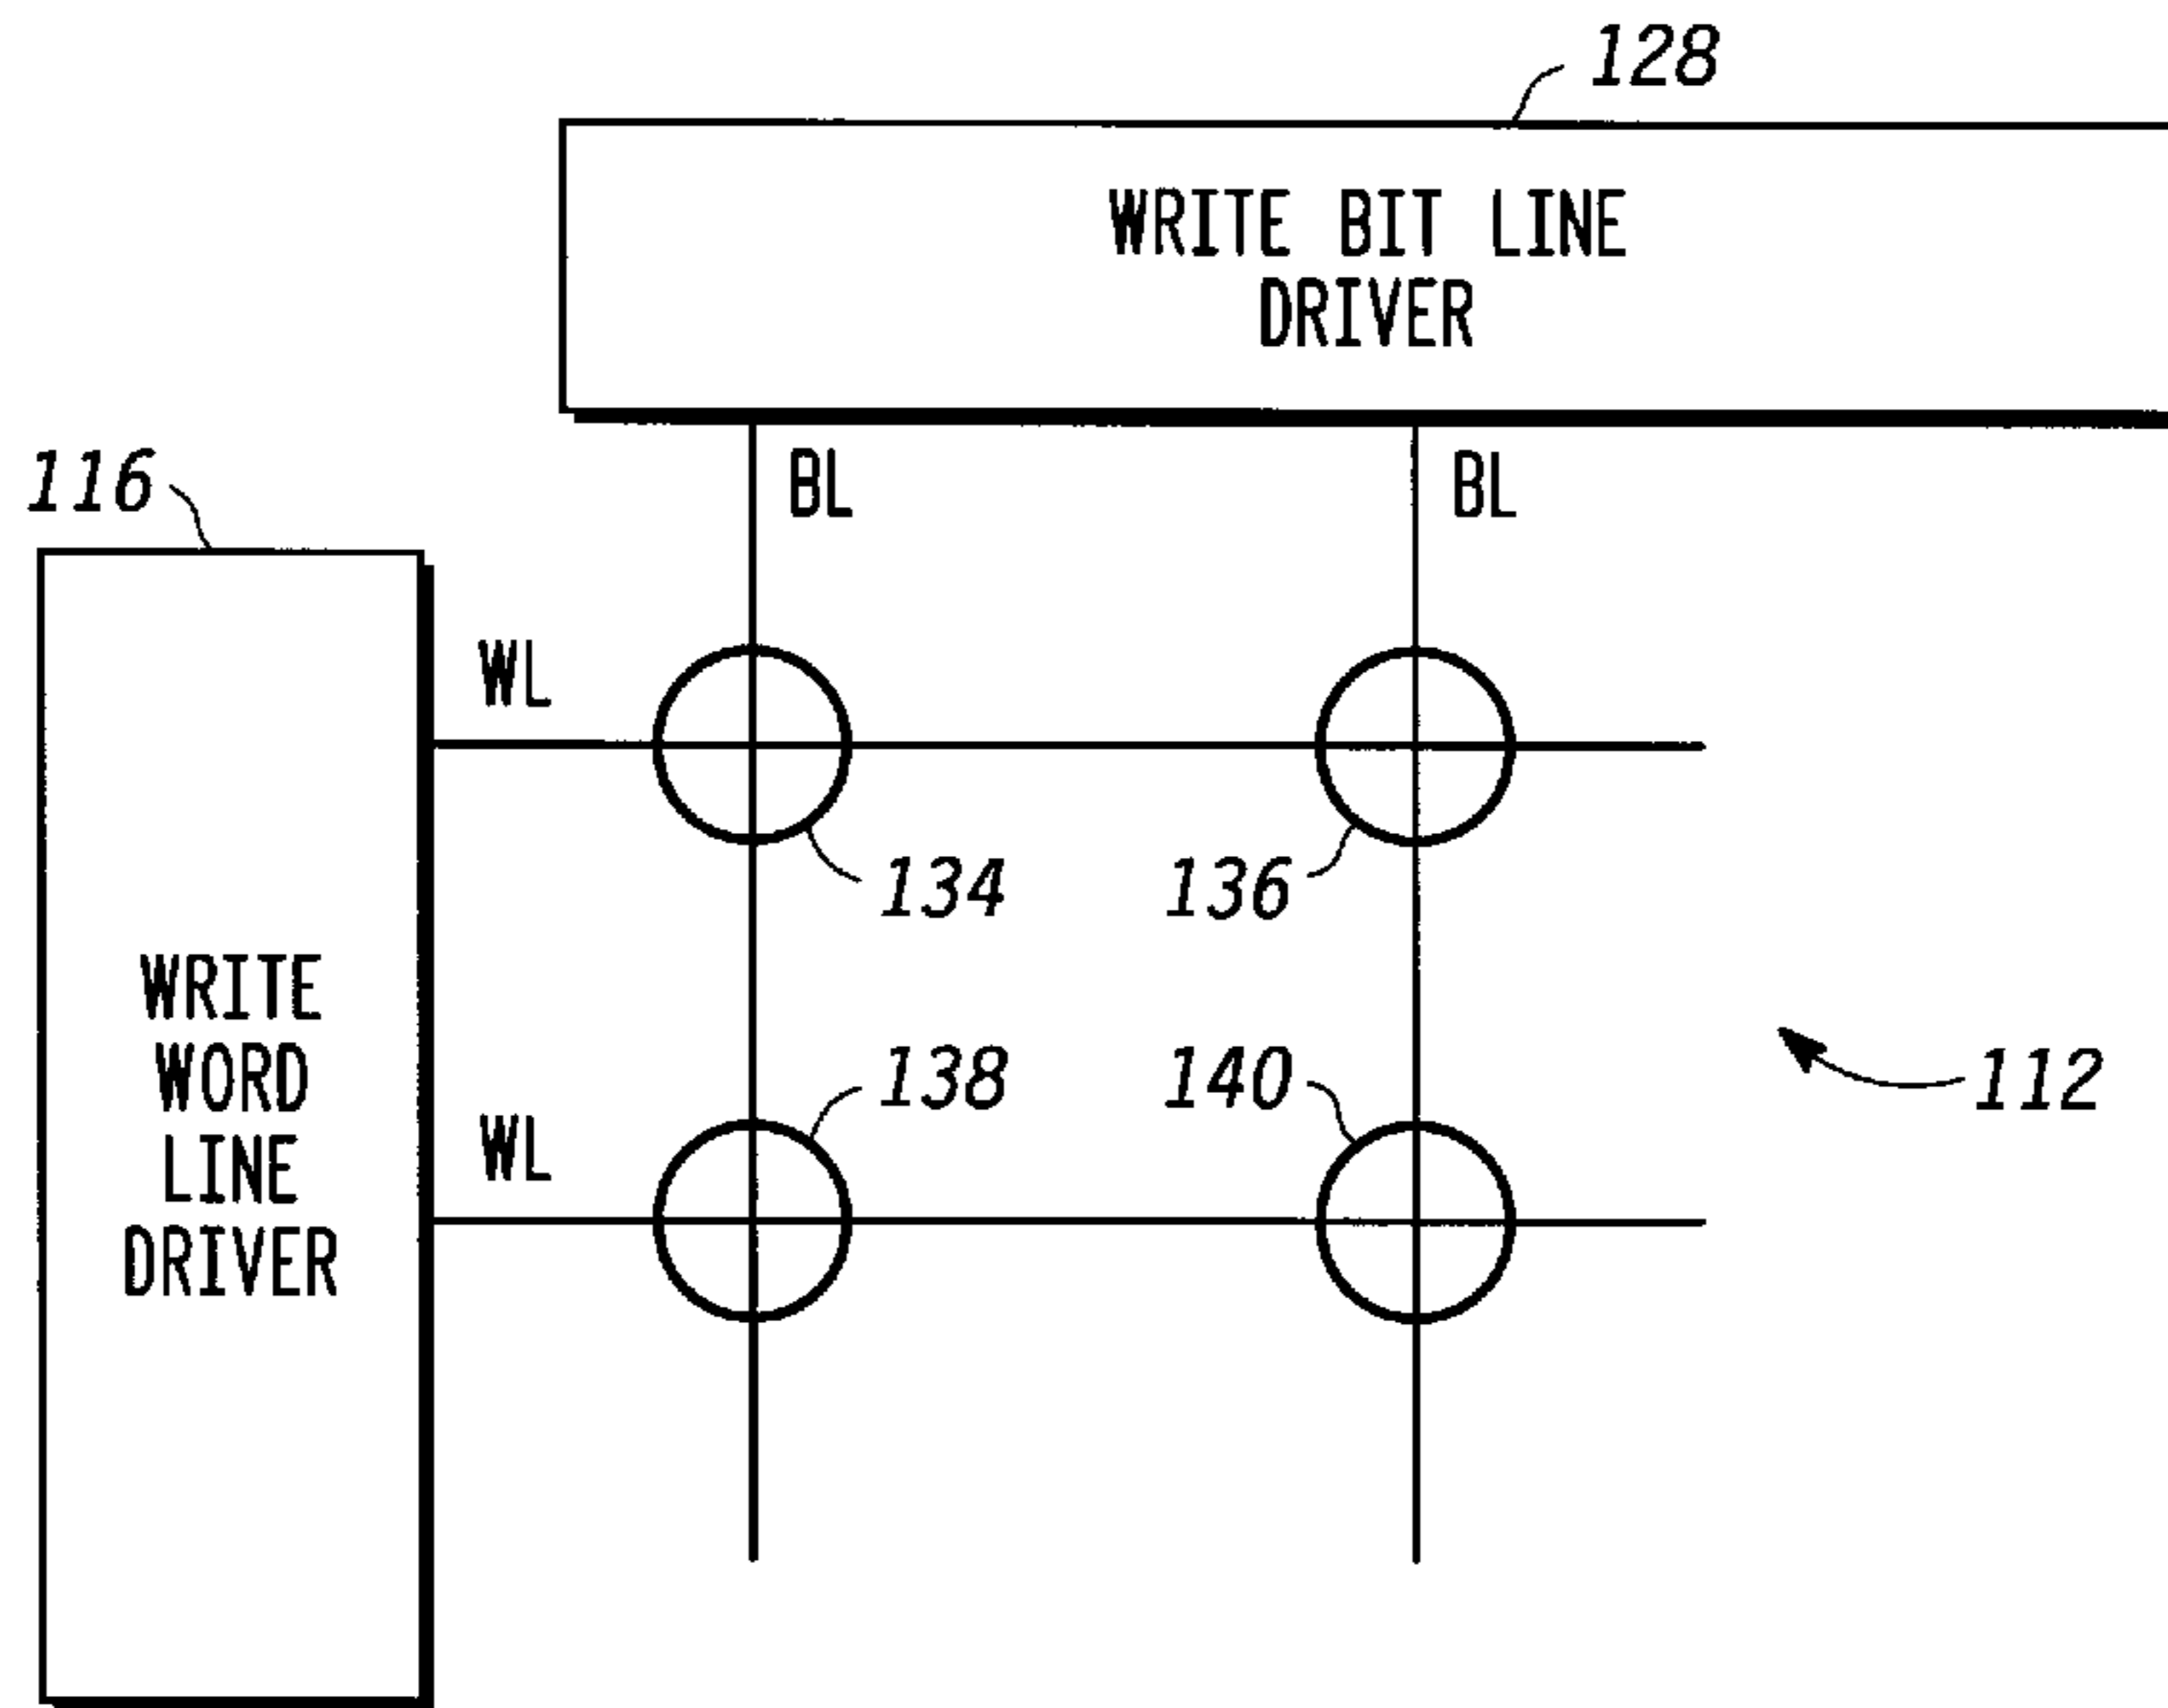 128
WRITE BIT LINE
DRIVER
116
BL
BL
WL
134
136
WRITE
WORD
LINE
DRIVER
138
140
112
WL